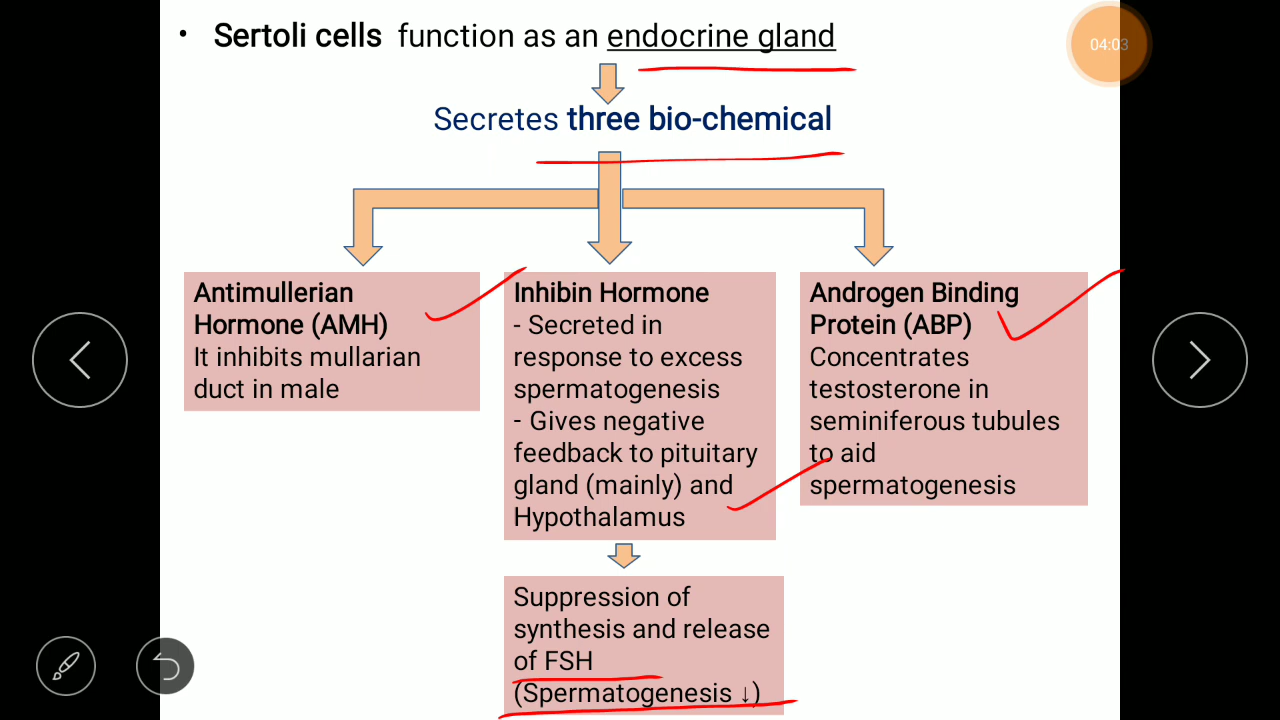 • Sertoli cells function as an endocrine gland
04:03
Secretes three bio-chemical
Antimullerian
Hormone (AMH)
It inhibits mullarian
duct in male
Inhibin Hormone
- Secreted in
response to excess
spermatogenesis
- Gives negative
feedback to pituitary
gland (mainly) and
Hypothalamus
Androgen Binding
Protein (ABP)
Concentrates
testosterone in
seminiferous tubules
to aid
spermatogenesis
Suppression of
synthesis and release
of FSH
(Spermatogenesis ↓)